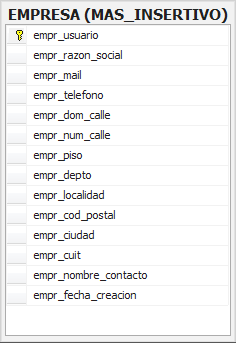 EMPRESA (MAS_INSERTIVO)
empr_usuario
empr_razon_social
empr_mail
empr_telefono
empr_dom_calle
empr_num_calle
empr_piso
empr_depto
empr_localidad
empr_cod_postal
empr_ciudad
empr_cuit
empr_nombre_contacto
empr_fecha_creacion